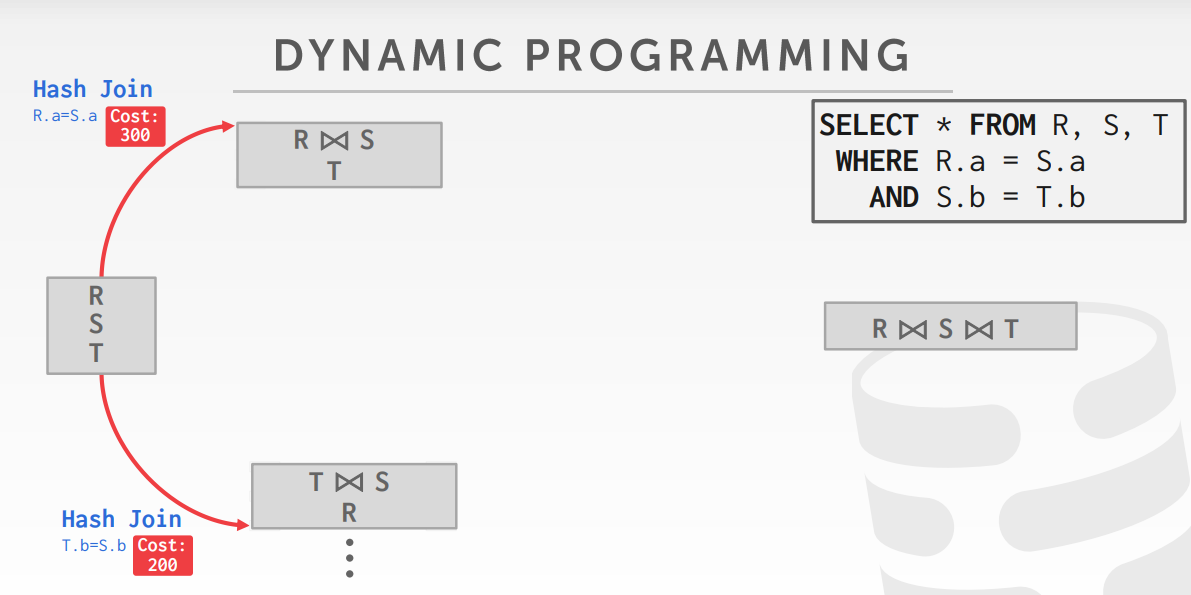 DYNAMIC PROGRAMMING
Hash Join
R.a=S.a
Cost:
300
R ⋈ S
T
SELECT * FROM R, S, T
WHERE R.a = S.a
AND S.b = T.b
R
S
T
R ⋈ S ⋈ T
T ⋈ S
R
Hash Join
T.b=S.b
Cost:
200